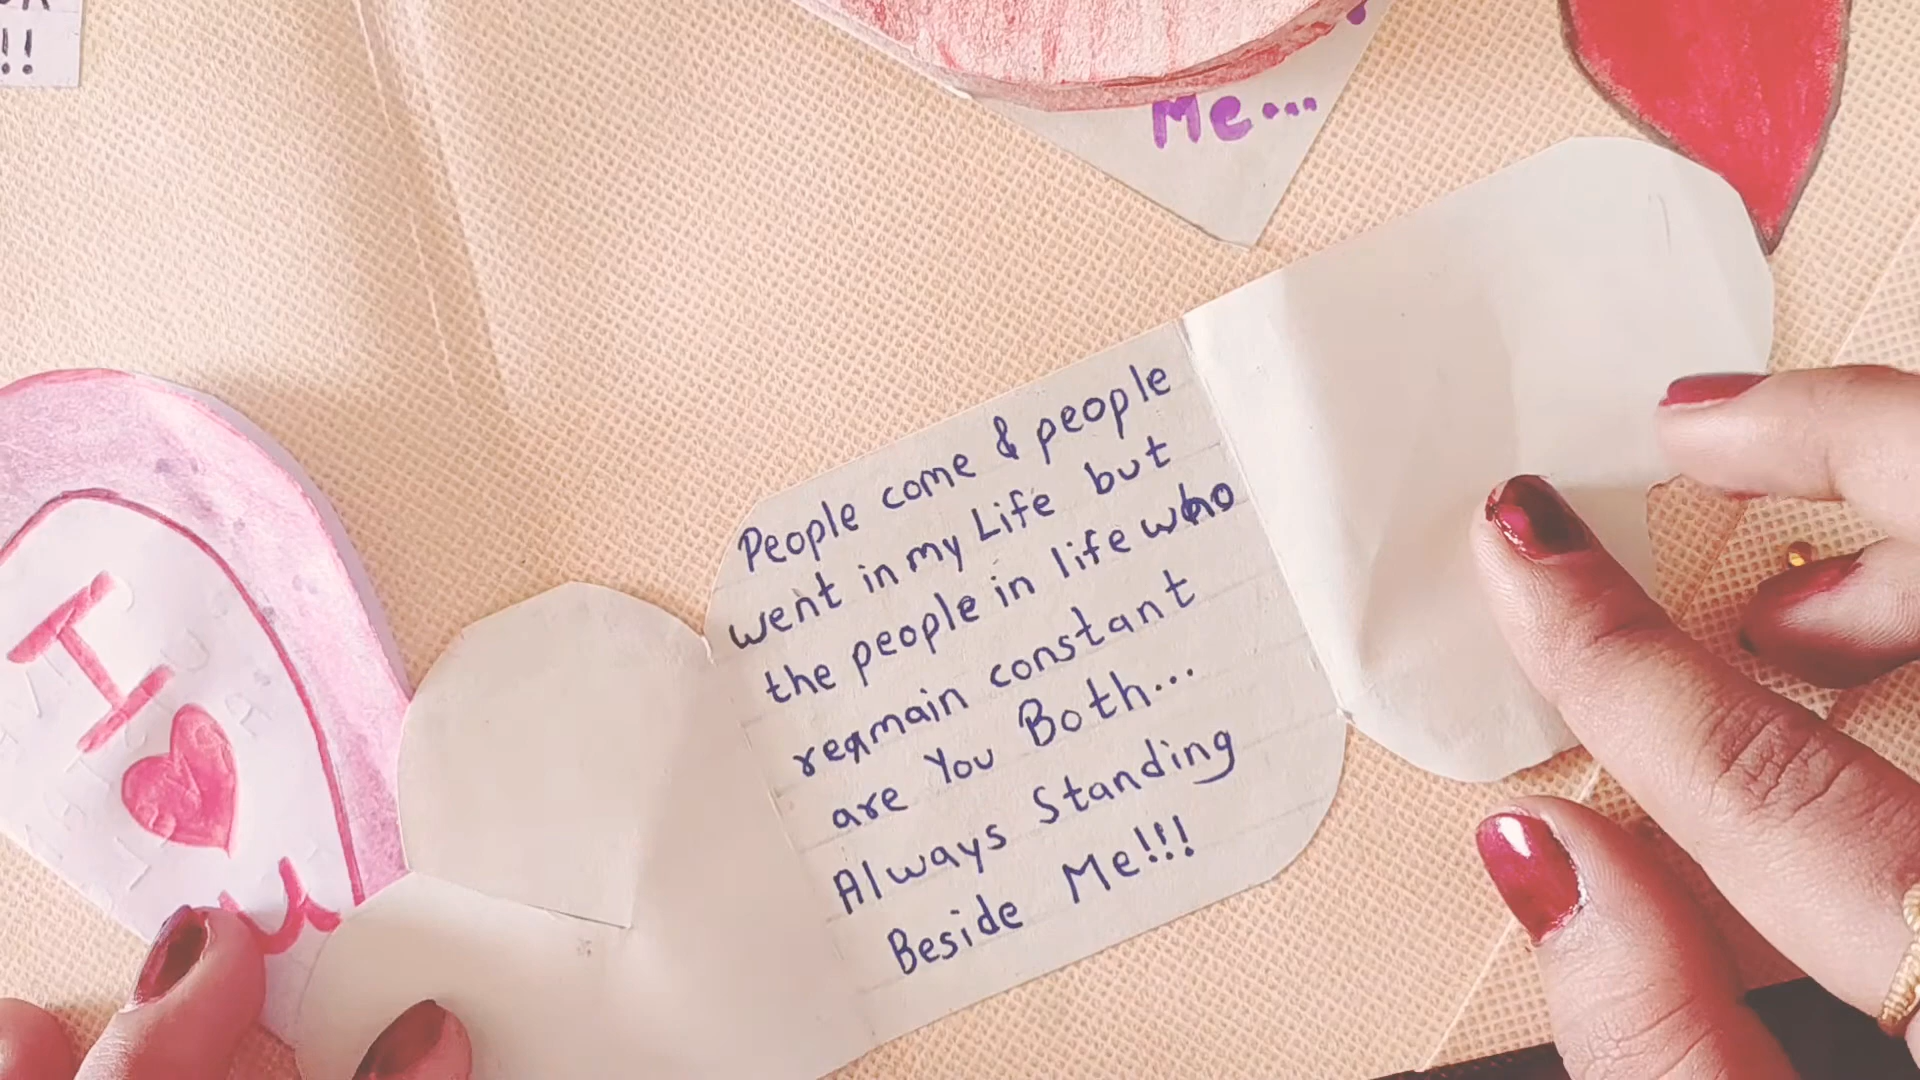 !!
Me...
People come & people
went in my Life but
the people in life who
reamain constant
are You Both...
Always Standing
Beside Me!!!
I
u